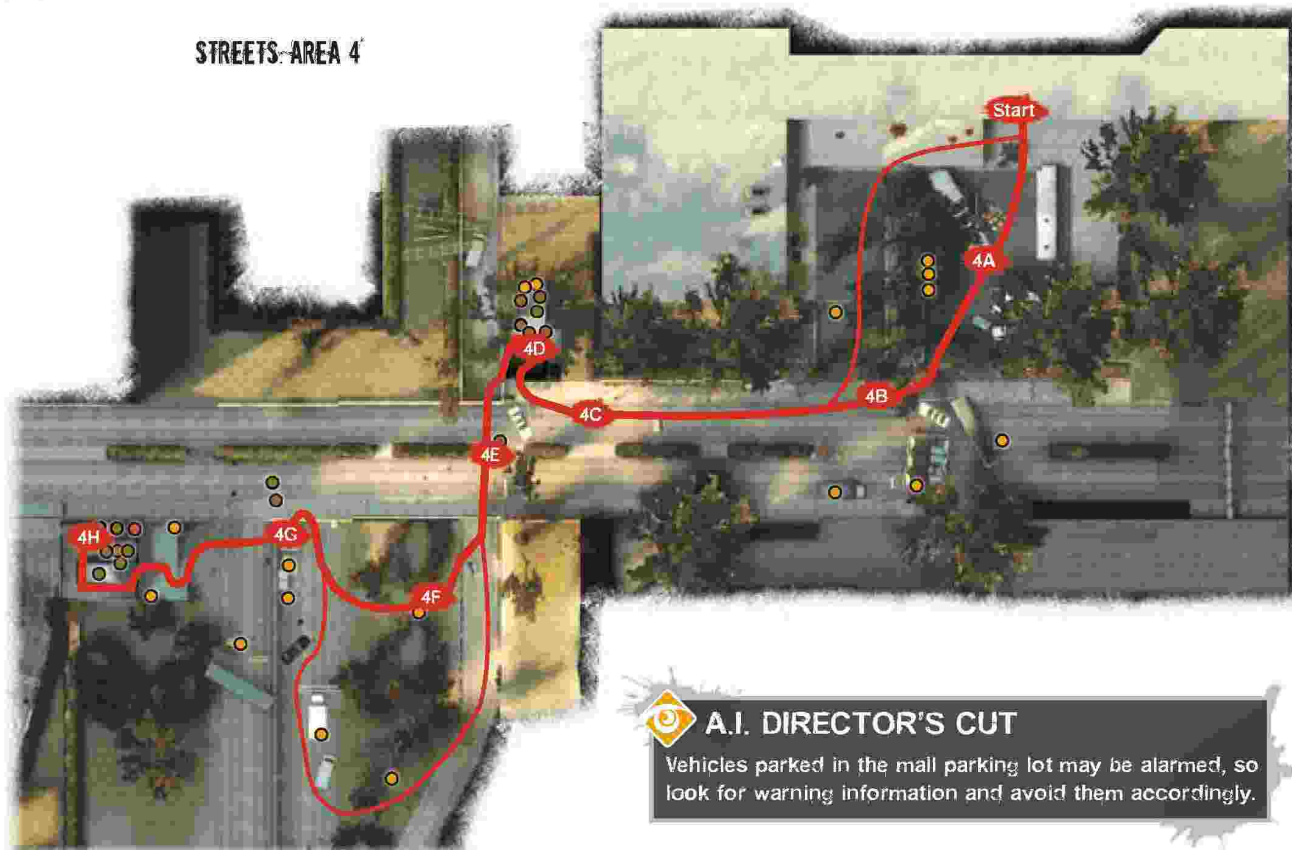 STREETS: AREA 4
Start
4A
4B
4C
4D
4E
4F
4G
4H
A.I. DIRECTOR'S CUT
Vehicles parked in the mall parking lot may be alarmed, so
look for warning information and avoid them accordingly.